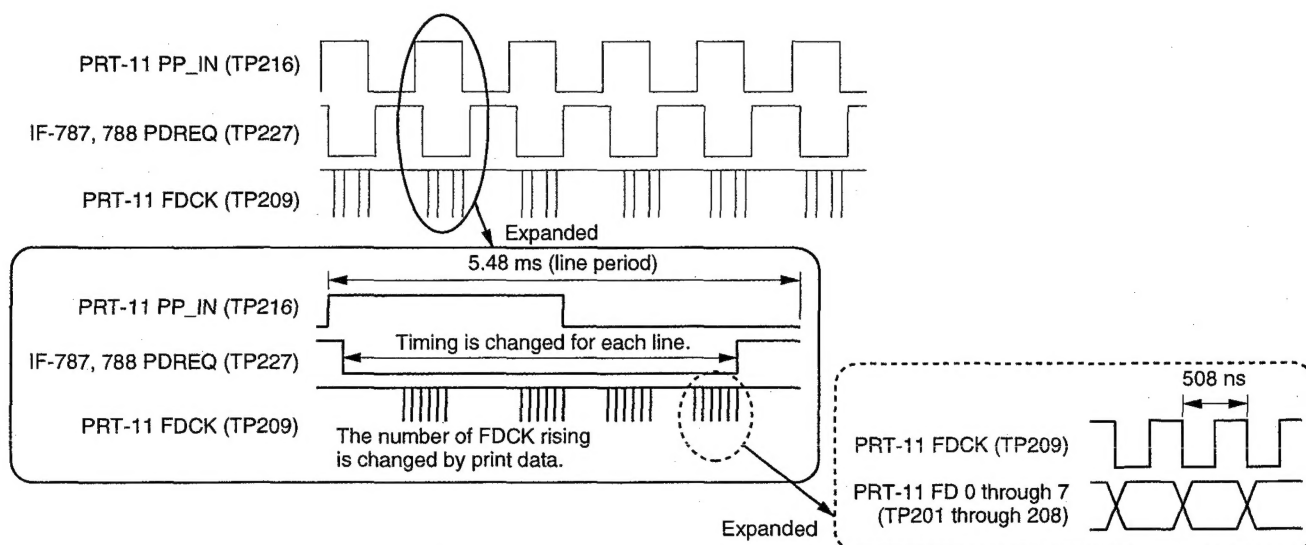 PRT-11 PP_IN (TP216)
IF-787, 788 PDREQ (TP227)
PRT-11 FDCK (TP209)
Expanded
5.48 ms (line period)
PRT-11 PP_IN (TP216)
Timing is changed for each line.
IF-787, 788 PDREQ (TP227)
PRT-11 FDCK (TP209)
The number of FDCK rising
is changed by print data.
508 ns
PRT-11 FDCK (TP209)
PRT-11 FD 0 through 7
(TP201 through 208)
Expanded